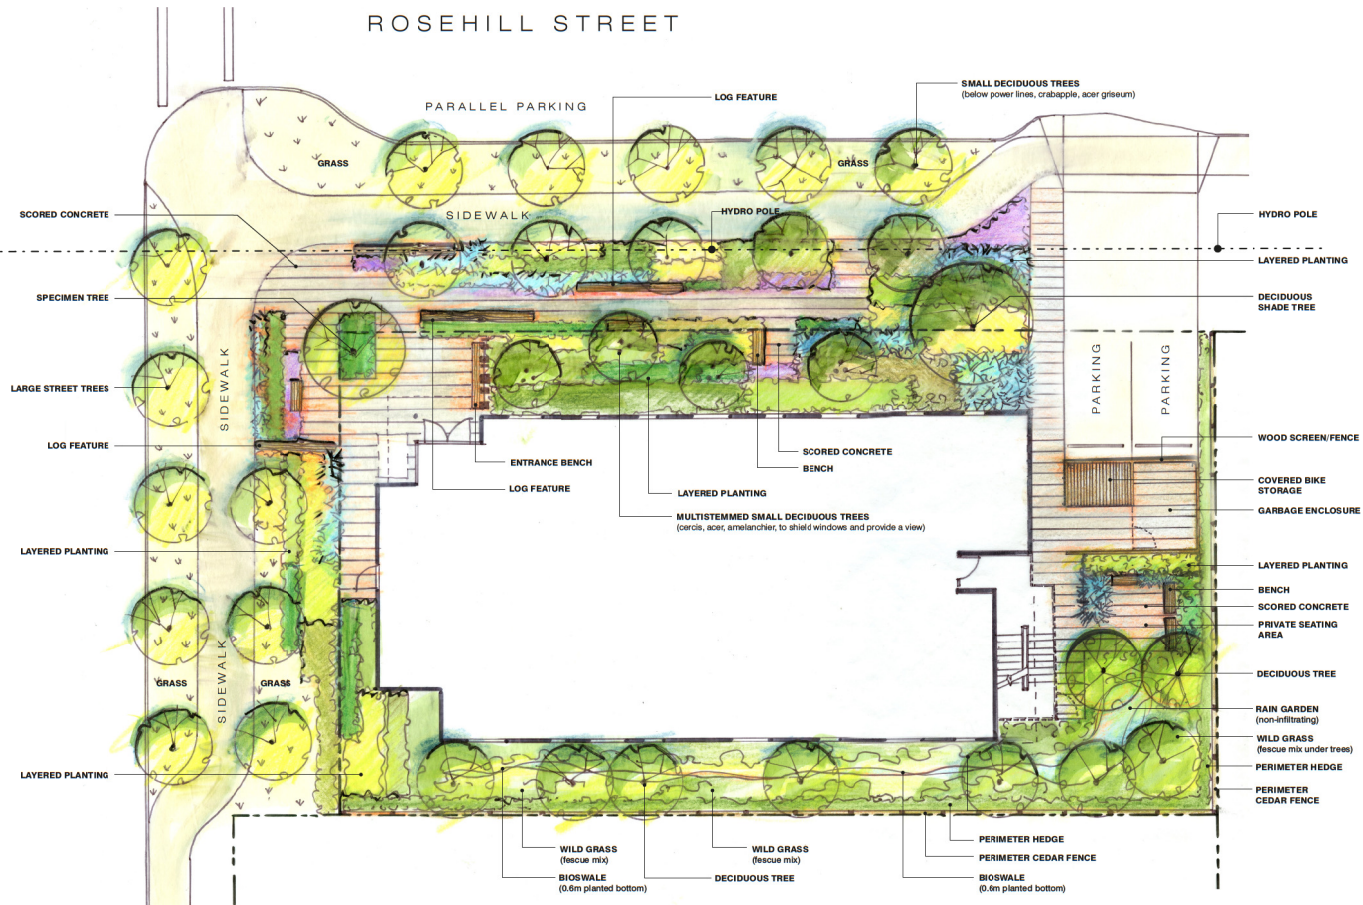 ROSEHILL STREET
PARALLEL PARKING
LOG FEATURE
SMALL DECIDUOUS TREES
(below power lines, crabapple, acer griseum)
GRASS
GRASS
SCORED CONCRETE
SIDEWALK
HYDRO POLE
HYDRO POLE
LAYERED PLANTING
SPECIMEN TREE
DECIDUOUS
SHADE TREE
LARGE STREET TREES
SIDEWALK
PARKING
PARKING
LOG FEATURE
WOOD SCREEN/FENCE
ENTRANCE BENCH
SCORED CONCRETE
BENCH
LOG FEATURE
LAYERED PLANTING
COVERED BIKE
STORAGE
GARBAGE ENCLOSURE
MULTISTEMMED SMALL DECIDUOUS TREES
(cercis, acer, amelanchier, to shield windows and provide a view)
LAYERED PLANTING
LAYERED PLANTING
BENCH
SCORED CONCRETE
PRIVATE SEATING
AREA
SIDEWALK
GRASS
GRASS
DECIDUOUS TREE
RAIN GARDEN
(non-infiltrating)
WILD GRASS
(fescue mix under trees)
LAYERED PLANTING
PERIMETER HEDGE
PERIMETER
CEDAR FENCE
WILD GRASS
(fescue mix)
WILD GRASS
(fescue mix)
PERIMETER HEDGE
PERIMETER CEDAR FENCE
BIOSWALE
(0.6m planted bottom)
DECIDUOUS TREE
BIOSWALE
(0.6m planted bottom)